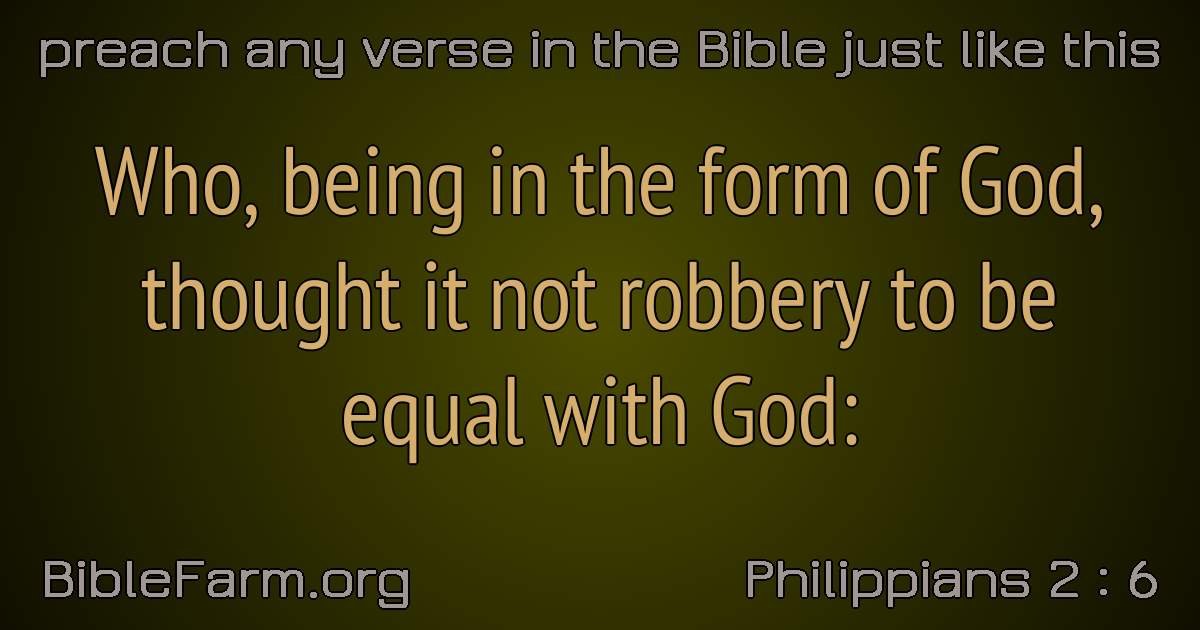 preach any verse in the Bible just like this
Who, being in the form of God,
thought it not robbery to be
equal with God:
BibleFarm.org
Philippians 2 : 6